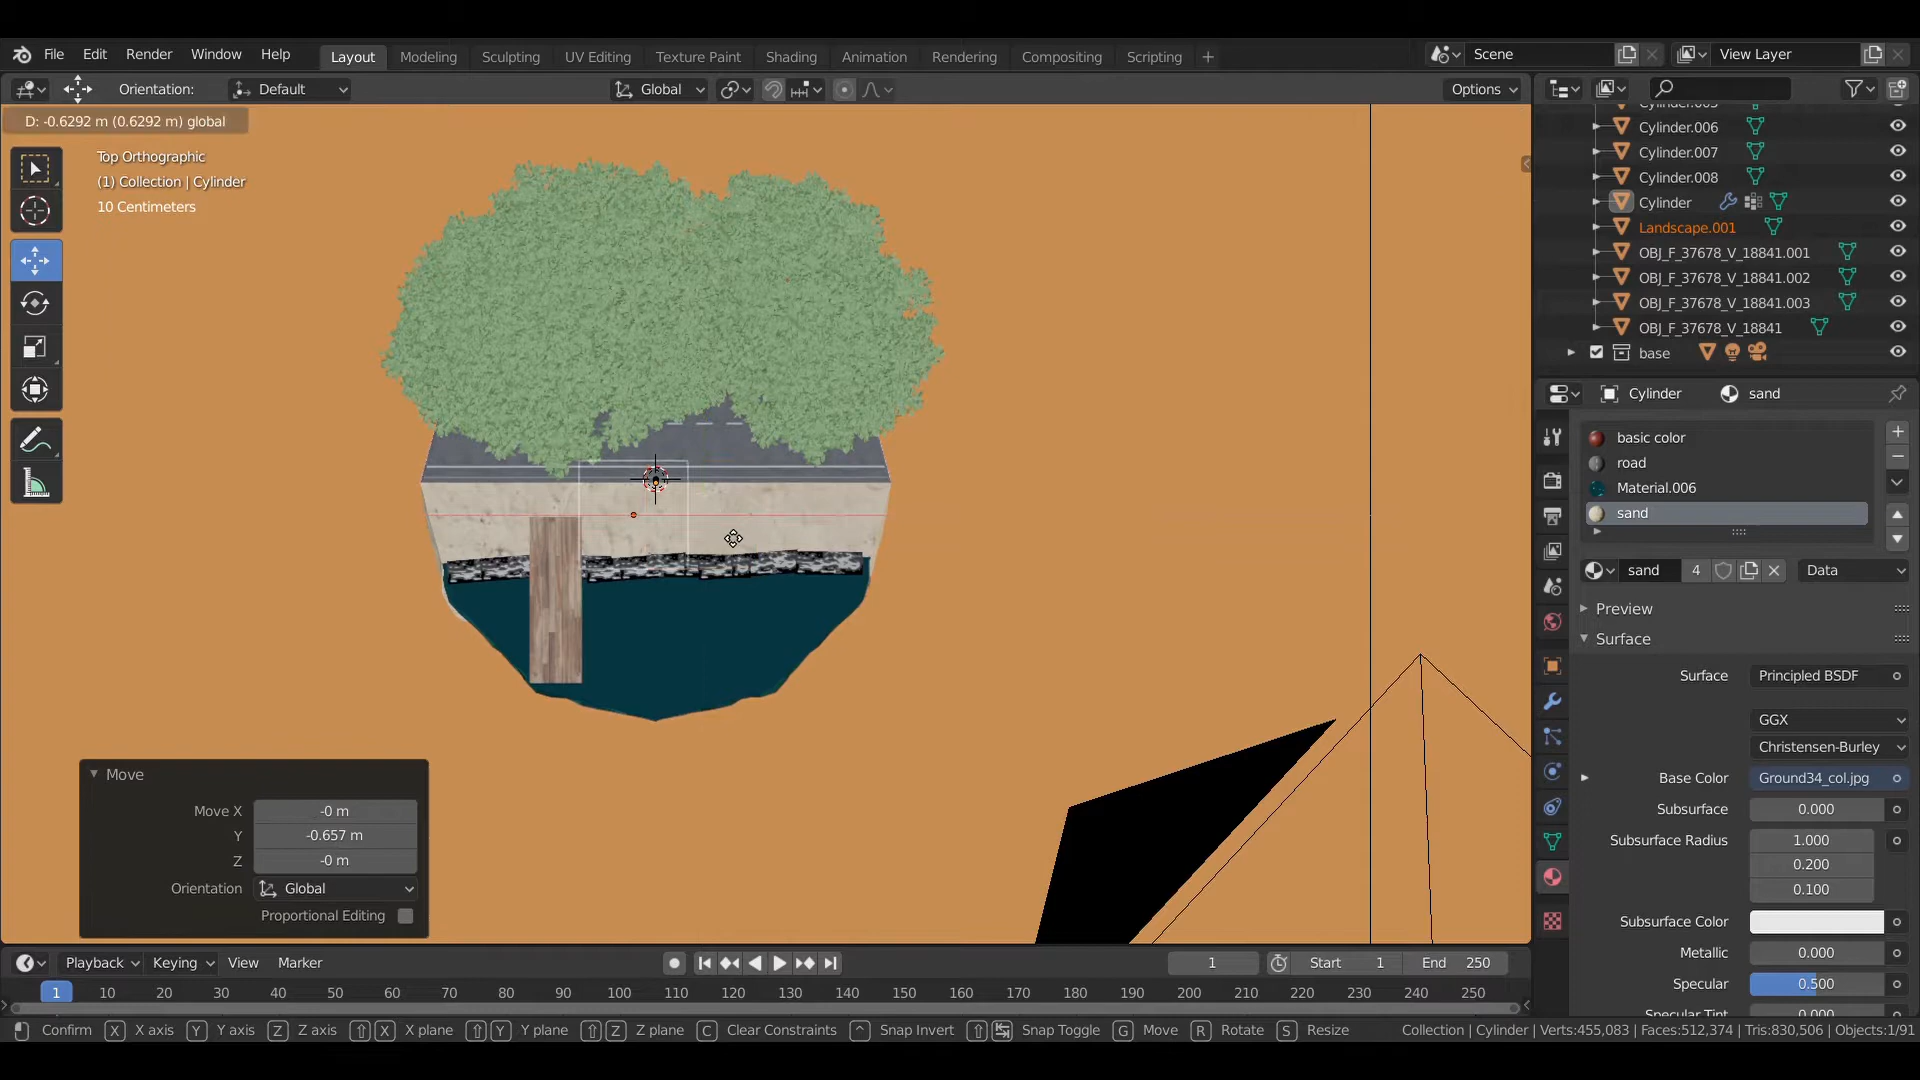 File Edit Render Window Help Layout Modeling Sculpting UV Editing Texture Paint Shading Animation Rendering Compositing Scripting + Scene View Layer
Orientation: Default Global Options
D: -0.6292 m (0.6292 m) global
Top Orthographic
(1) Collection | Cylinder
10 Centimeters
Cylinder.006
Cylinder.007
Cylinder.008
Cylinder
Landscape.001
OBJ_F_37678_V_18841.001
OBJ_F_37678_V_18841.002
OBJ_F_37678_V_18841.003
OBJ_F_37678_V_18841
base
Cylinder sand
basic color
road
Material.006
sand
sand 4 Data
Preview
Surface
Surface Principled BSDF
GGX
Christensen-Burley
Base Color Ground34_col.jpg
Subsurface 0.000
Subsurface Radius 1.000
0.200
0.100
Subsurface Color
Metallic 0.000
Specular 0.500
Specular Tint 0.000
Move
Move X -0 m
Y -0.657 m
Z -0 m
Orientation Global
Proportional Editing
Playback Keying View Marker 1 Start 1 End 250
1 10 20 30 40 50 60 70 80 90 100 110 120 130 140 150 160 170 180 190 200 210 220 230 240 250
Confirm X X axis Y Y axis Z Z axis X X plane Y Y plane Z Z plane C Clear Constraints Snap Invert Snap Toggle G Move R Rotate S Resize Collection | Cylinder | Verts:455,083 | Faces:512,374 | Tris:830,506 | Objects:1/91